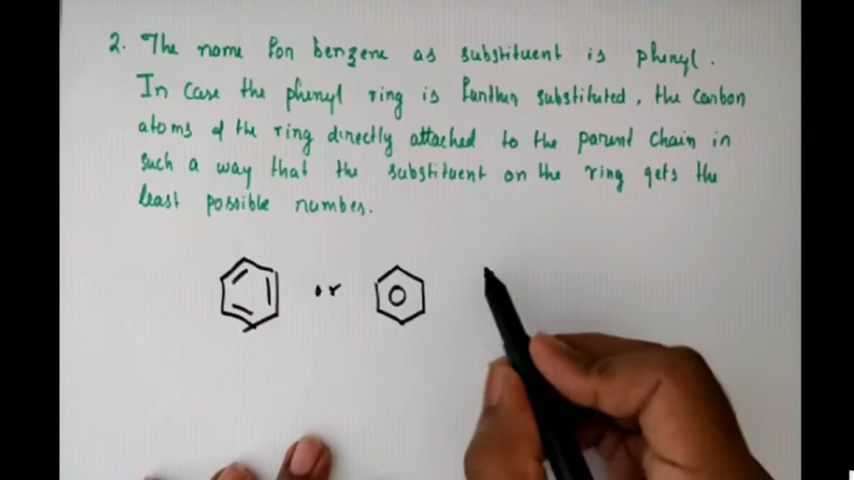 2. The name for benzene as substituent is phenyl.
In case the phenyl ring is further substituted, the carbon
atoms of the ring directly attached to the parent chain in
such a way that the substituent on the ring gets the
least possible number.
or